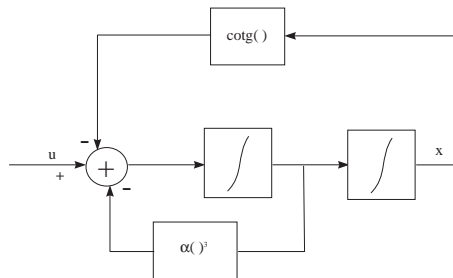 cotg( )
-
u
x
+
+
-
α( )³